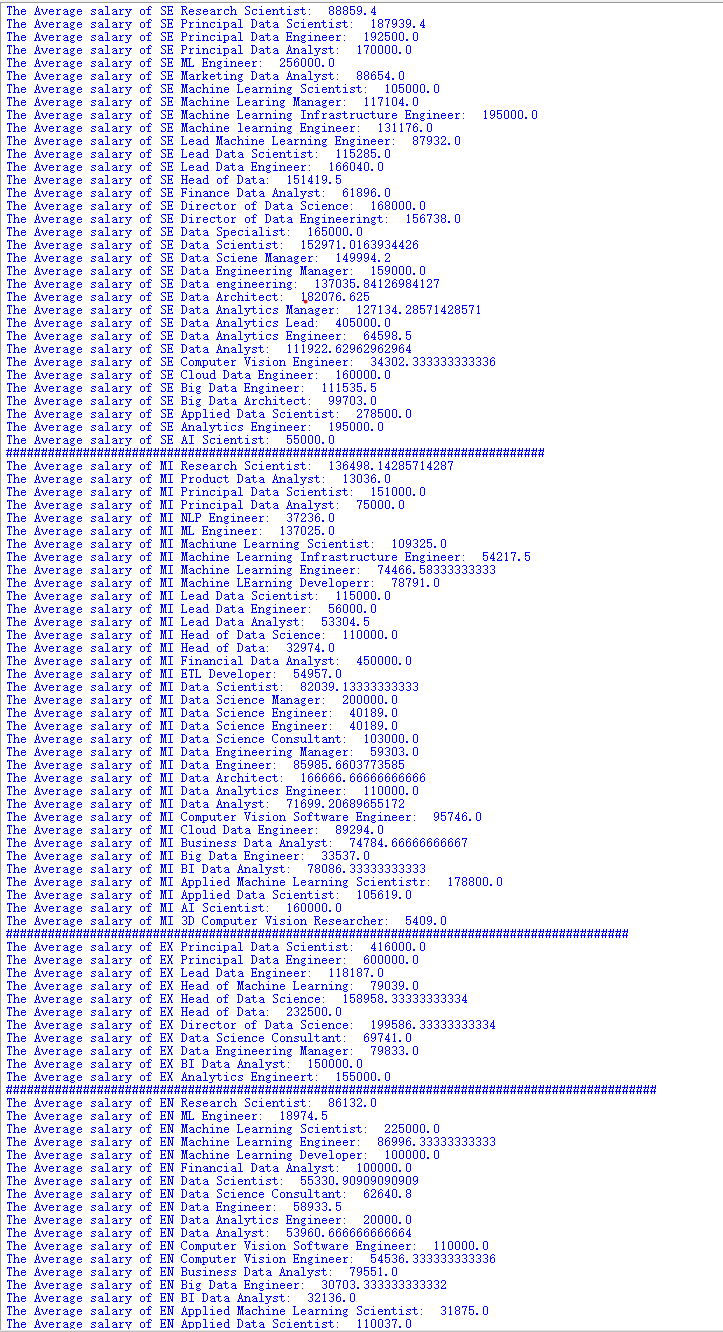 The Average salary of SE Research Scientist:  88859.4
The Average salary of SE Principal Data Scientist:  187939.4
The Average salary of SE Principal Data Engineer:  192500.0
The Average salary of SE Principal Data Analyst:  170000.0
The Average salary of SE ML Engineer:  256000.0
The Average salary of SE Marketing Data Analyst:  88654.0
The Average salary of SE Machine Learning Scientist:  105000.0
The Average salary of SE Machine Learing Manager:  117104.0
The Average salary of SE Machine Learning Infrastructure Engineer:  195000.0
The Average salary of SE Machine learning Engineer:  131176.0
The Average salary of SE Lead Machine Learning Engineer:  87932.0
The Average salary of SE Lead Data Scientist:  115285.0
The Average salary of SE Lead Data Engineer:  166040.0
The Average salary of SE Head of Data:  151419.5
The Average salary of SE Finance Data Analyst:  61896.0
The Average salary of SE Director of Data Science:  168000.0
The Average salary of SE Director of Data Engineeringt:  156738.0
The Average salary of SE Data Specialist:  165000.0
The Average salary of SE Data Scientist:  152971.0163934426
The Average salary of SE Data Sciene Manager:  149994.2
The Average salary of SE Data Engineering Manager:  159000.0
The Average salary of SE Data engineering:  137035.84126984127
The Average salary of SE Data Architect:  182076.625
The Average salary of SE Data Analytics Manager:  127134.28571428571
The Average salary of SE Data Analytics Lead:  405000.0
The Average salary of SE Data Analytics Engineer:  64598.5
The Average salary of SE Data Analyst:  111922.62962962964
The Average salary of SE Computer Vision Engineer:  34302.333333333336
The Average salary of SE Cloud Data Engineer:  160000.0
The Average salary of SE Big Data Engineer:  111535.5
The Average salary of SE Big Data Architect:  99703.0
The Average salary of SE Applied Data Scientist:  278500.0
The Average salary of SE Analytics Engineer:  195000.0
The Average salary of SE AI Scientist:  55000.0
#############################################################################
The Average salary of MI Research Scientist:  136498.14285714287
The Average salary of MI Product Data Analyst:  13036.0
The Average salary of MI Principal Data Scientist:  151000.0
The Average salary of MI Principal Data Analyst:  75000.0
The Average salary of MI NLP Engineer:  37236.0
The Average salary of MI ML Engineer:  137025.0
The Average salary of MI Machiune Learning Scientist:  109325.0
The Average salary of MI Machine Learning Infrastructure Engineer:  54217.5
The Average salary of MI Machine Learning Engineer:  74466.58333333333
The Average salary of MI Machine LEarning Developerr:  78791.0
The Average salary of MI Lead Data Scientist:  115000.0
The Average salary of MI Lead Data Engineer:  56000.0
The Average salary of MI Lead Data Analyst:  53304.5
The Average salary of MI Head of Data Science:  110000.0
The Average salary of MI Head of Data:  32974.0
The Average salary of MI Financial Data Analyst:  450000.0
The Average salary of MI ETL Developer:  54957.0
The Average salary of MI Data Scientist:  82039.13333333333
The Average salary of MI Data Science Manager:  200000.0
The Average salary of MI Data Science Engineer:  40189.0
The Average salary of MI Data Science Engineer:  40189.0
The Average salary of MI Data Science Consultant:  103000.0
The Average salary of MI Data Engineering Manager:  59303.0
The Average salary of MI Data Engineer:  85985.6603773585
The Average salary of MI Data Architect:  166666.66666666666
The Average salary of MI Data Analytics Engineer:  110000.0
The Average salary of MI Data Analyst:  71699.20689655172
The Average salary of MI Computer Vision Software Engineer:  95746.0
The Average salary of MI Cloud Data Engineer:  89294.0
The Average salary of MI Business Data Analyst:  74784.66666666667
The Average salary of MI Big Data Engineer:  33537.0
The Average salary of MI BI Data Analyst:  78086.33333333333
The Average salary of MI Applied Machine Learning Scientistr:  178800.0
The Average salary of MI Applied Data Scientist:  105619.0
The Average salary of MI AI Scientist:  160000.0
The Average salary of MI 3D Computer Vision Researcher:  5409.0
#########################################################################################
The Average salary of EX Principal Data Scientist:  416000.0
The Average salary of EX Principal Data Engineer:  600000.0
The Average salary of EX Lead Data Engineer:  118187.0
The Average salary of EX Head of Machine Learning:  79039.0
The Average salary of EX Head of Data Science:  158958.33333333334
The Average salary of EX Head of Data:  232500.0
The Average salary of EX Director of Data Science:  199586.33333333334
The Average salary of EX Data Science Consultant:  69741.0
The Average salary of EX Data Engineering Manager:  79833.0
The Average salary of EX BI Data Analyst:  150000.0
The Average salary of EX Analytics Engineert:  155000.0
#############################################################################################
The Average salary of EN Research Scientist:  86132.0
The Average salary of EN ML Engineer:  18974.5
The Average salary of EN Machine Learning Scientist:  225000.0
The Average salary of EN Machine Learning Engineer:  86996.33333333333
The Average salary of EN Machine Learning Developer:  100000.0
The Average salary of EN Financial Data Analyst:  100000.0
The Average salary of EN Data Scientist:  55330.90909090909
The Average salary of EN Data Science Consultant:  62640.8
The Average salary of EN Data Engineer:  58933.5
The Average salary of EN Data Analytics Engineer:  20000.0
The Average salary of EN Data Analyst:  53960.666666666664
The Average salary of EN Computer Vision Software Engineer:  110000.0
The Average salary of EN Computer Vision Engineer:  54536.333333333336
The Average salary of EN Business Data Analyst:  79551.0
The Average salary of EN Big Data Engineer:  30703.333333333332
The Average salary of EN BI Data Analyst:  32136.0
The Average salary of EN Applied Machine Learning Scientist:  31875.0
The Average salary of EN Applied Data Scientist:  110037.0